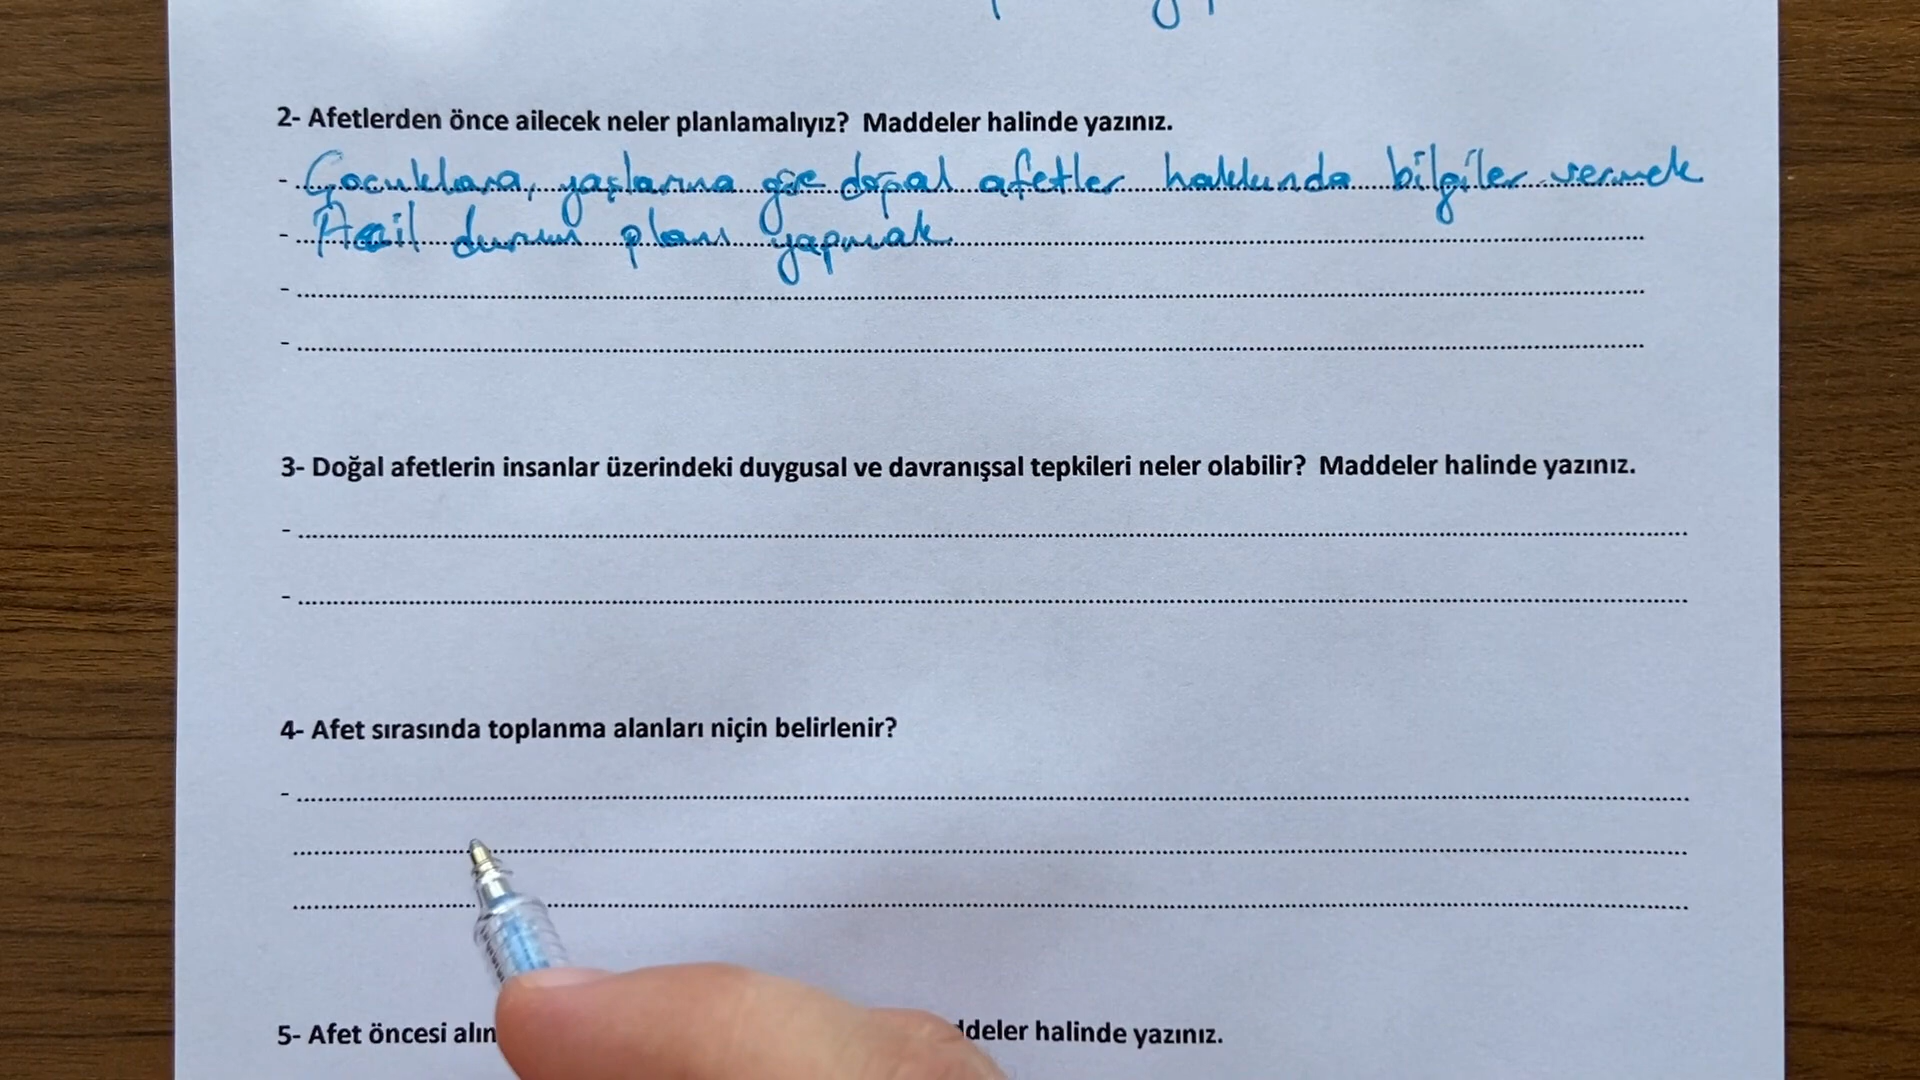 2- Afetlerden önce ailecek neler planlamalıyız? Maddeler halinde yazınız.
- Çocuklara, yaşlarına göre doğal afetler hakkında bilgiler vermek
- Acil durum planı yapmak
-
-
3- Doğal afetlerin insanlar üzerindeki duygusal ve davranışsal tepkileri neler olabilir? Maddeler halinde yazınız.
-
-
4- Afet sırasında toplanma alanları niçin belirlenir?
-
5- Afet öncesi alın ddeler halinde yazınız.